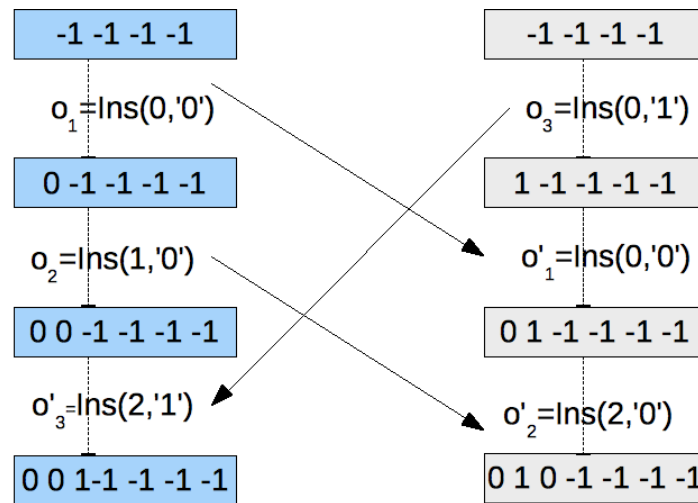 -1 -1 -1 -1
-1 -1 -1 -1
o1=Ins(0,'0')
o3=Ins(0,'1')
0 -1 -1 -1 -1
1 -1 -1 -1 -1
o2=Ins(1,'0')
o'1=Ins(0,'0')
0 0 -1 -1 -1 -1
0 1 -1 -1 -1 -1
o'3=Ins(2,'1')
o'2=Ins(2,'0')
0 0 1-1 -1 -1 -1
0 1 0 -1 -1 -1 -1